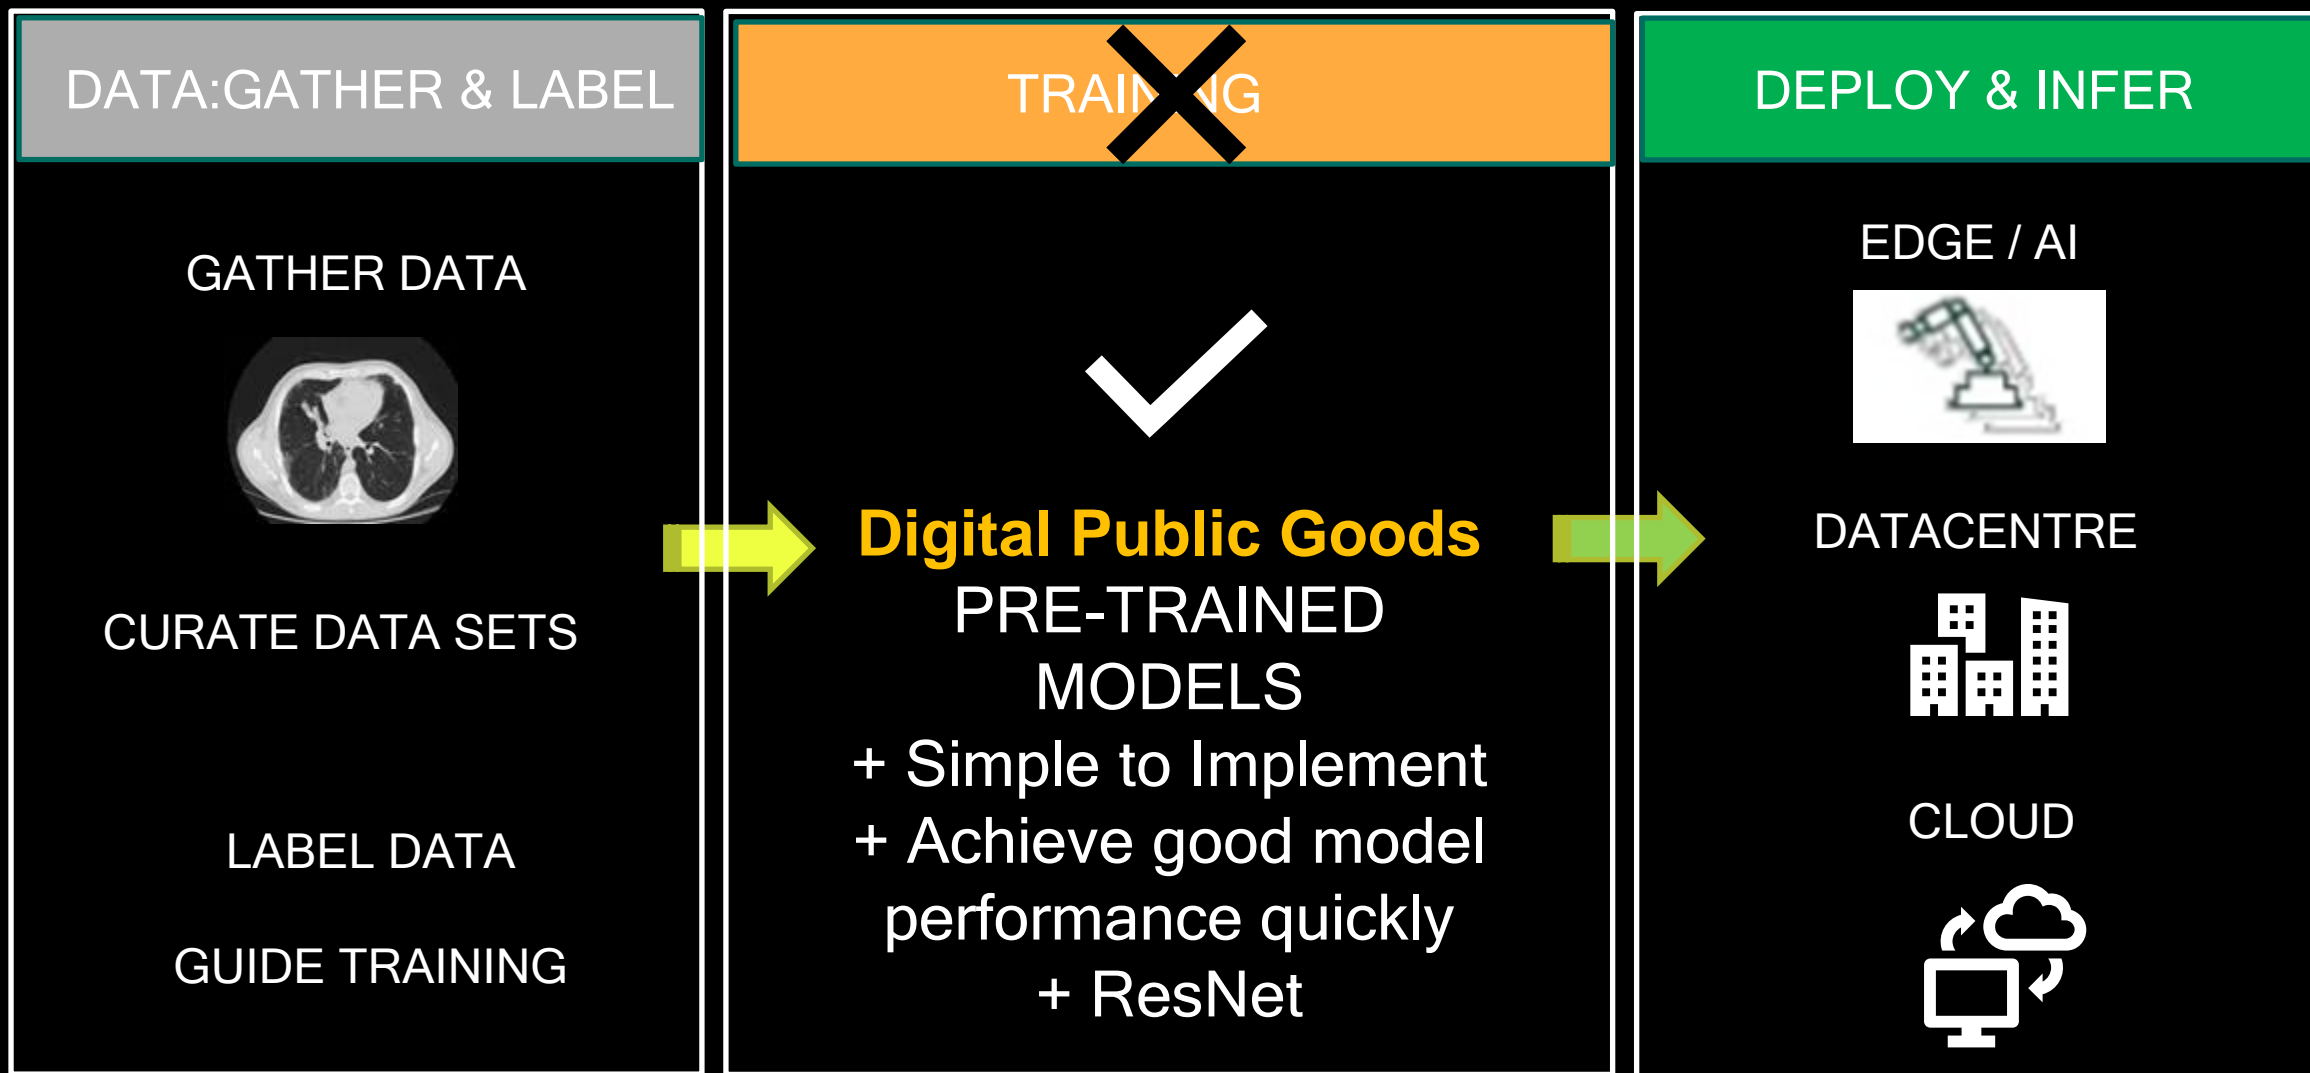 DATA:GATHER & LABEL
GATHER DATA
CURATE DATA SETS
LABEL DATA
GUIDE TRAINING
TRAINING
Digital Public Goods
PRE-TRAINED
MODELS
+ Simple to Implement
+ Achieve good model
performance quickly
+ ResNet
DEPLOY & INFER
EDGE / AI
DATACENTRE
CLOUD